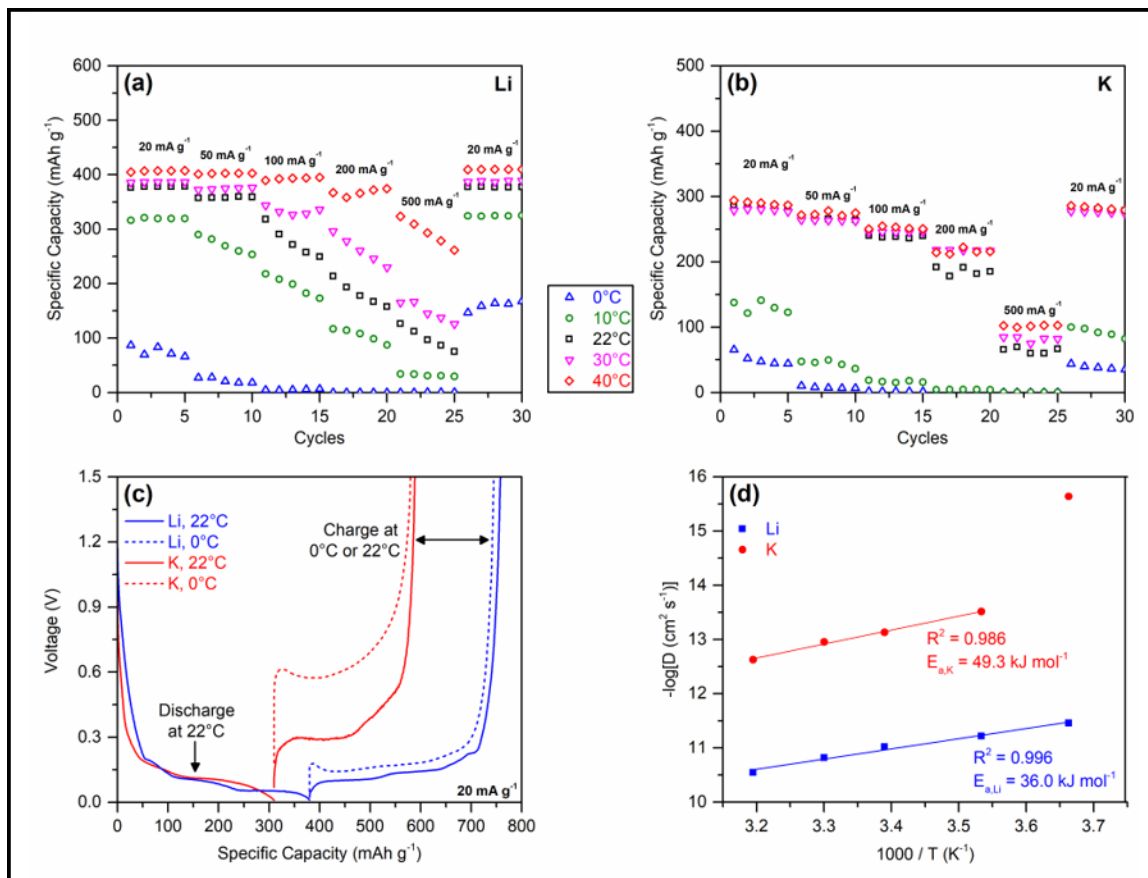 (a)
Li
600
500
400
300
200
100
0
Specific Capacity (mAh g⁻¹)
20 mA g⁻¹
50 mA g⁻¹
100 mA g⁻¹
200 mA g⁻¹
500 mA g⁻¹
20 mA g⁻¹
0 5 10 15 20 25 30
Cycles
0°C
10°C
22°C
30°C
40°C
(b)
K
500
400
300
200
100
0
Specific Capacity (mAh g⁻¹)
20 mA g⁻¹
50 mA g⁻¹
100 mA g⁻¹
200 mA g⁻¹
500 mA g⁻¹
20 mA g⁻¹
0 5 10 15 20 25 30
Cycles
(c)
1.5
1.2
0.9
0.6
0.3
0.0
Voltage (V)
Li, 22°C
Li, 0°C
K, 22°C
K, 0°C
Charge at
0°C or 22°C
Discharge
at 22°C
20 mA g⁻¹
0 100 200 300 400 500 600 700 800
Specific Capacity (mAh g⁻¹)
(d)
16
15
14
13
12
11
10
-log[D (cm² s⁻¹)]
Li
K
R² = 0.986
Eₐ,K = 49.3 kJ mol⁻¹
R² = 0.996
Eₐ,Li = 36.0 kJ mol⁻¹
3.2 3.3 3.4 3.5 3.6 3.7
1000 / T (K⁻¹)